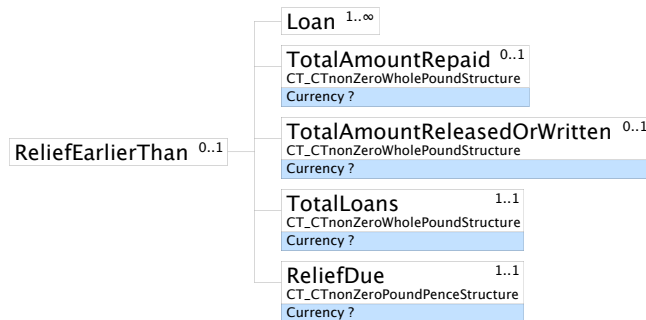 Loan 1..∞
TotalAmountRepaid 0..1
CT_CTnonZeroWholePoundStructure
Currency ?
TotalAmountReleasedOrWritten 0..1
CT_CTnonZeroWholePoundStructure
Currency ?
ReliefEarlierThan 0..1
TotalLoans 1..1
CT_CTnonZeroWholePoundStructure
Currency ?
ReliefDue 1..1
CT_CTnonZeroPoundPenceStructure
Currency ?